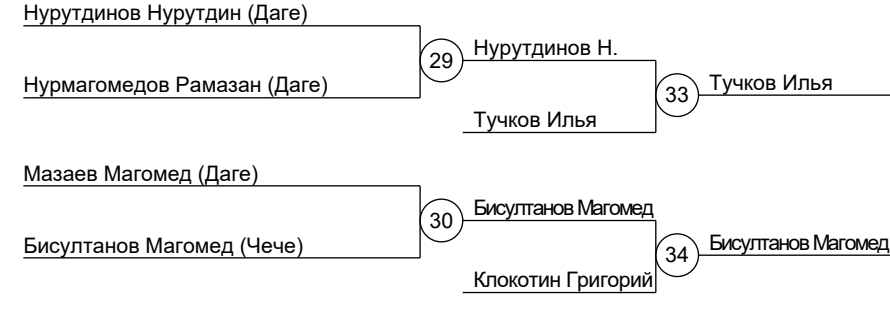 Нурутдинов Нурутдин (Даге)
29
Нурутдинов Н.
Нурмагомедов Рамазан (Даге)
33
Тучков Илья
Тучков Илья
Мазаев Магомед (Даге)
30
Бисултанов Магомед
Бисултанов Магомед (Чече)
34
Бисултанов Магомед
Клокотин Григорий